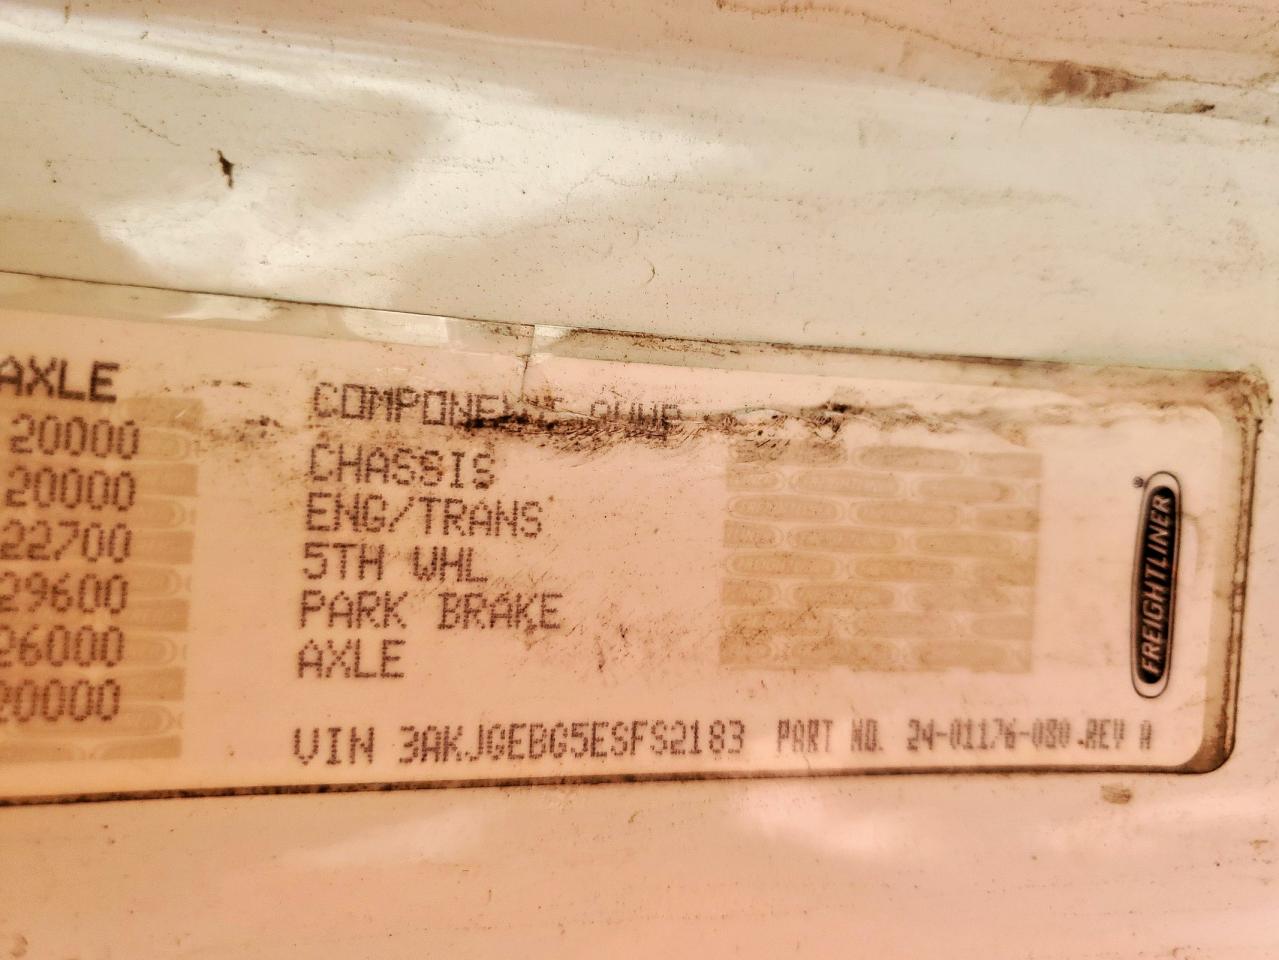 AXLE
20000
20000
22700
29600
26000
20000
COMPONENT
CHASSIS
ENG/TRANS
5TH WHL
PARK BRAKE
AXLE
VIN 3AKJGEBG5ESFS2183 PART NO. 24-01176-080.REV A
FREIGHTLINER